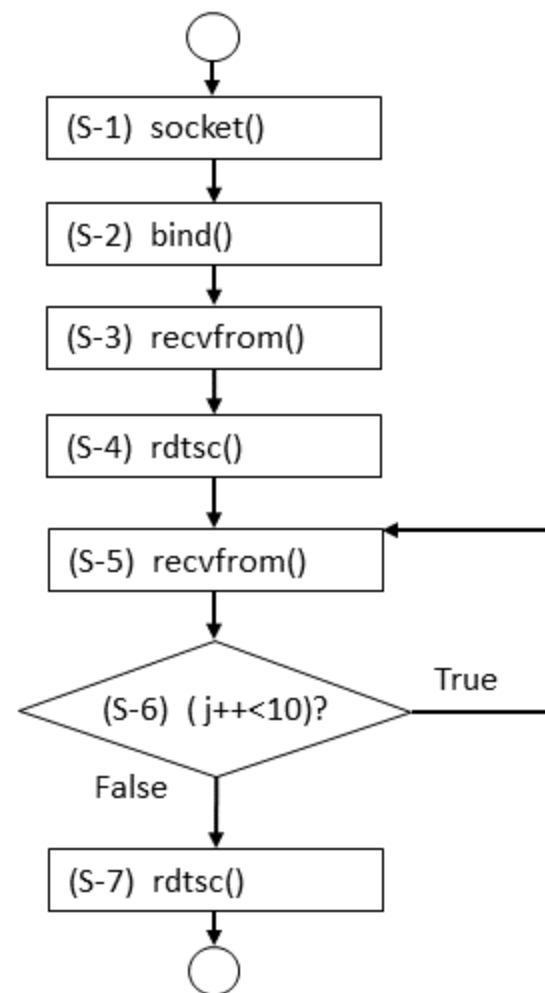 (S-1) socket()
(S-2) bind()
(S-3) recvfrom()
(S-4) rdtsc()
(S-5) recvfrom()
True
(S-6) ( j++<10)?
False
(S-7) rdtsc()